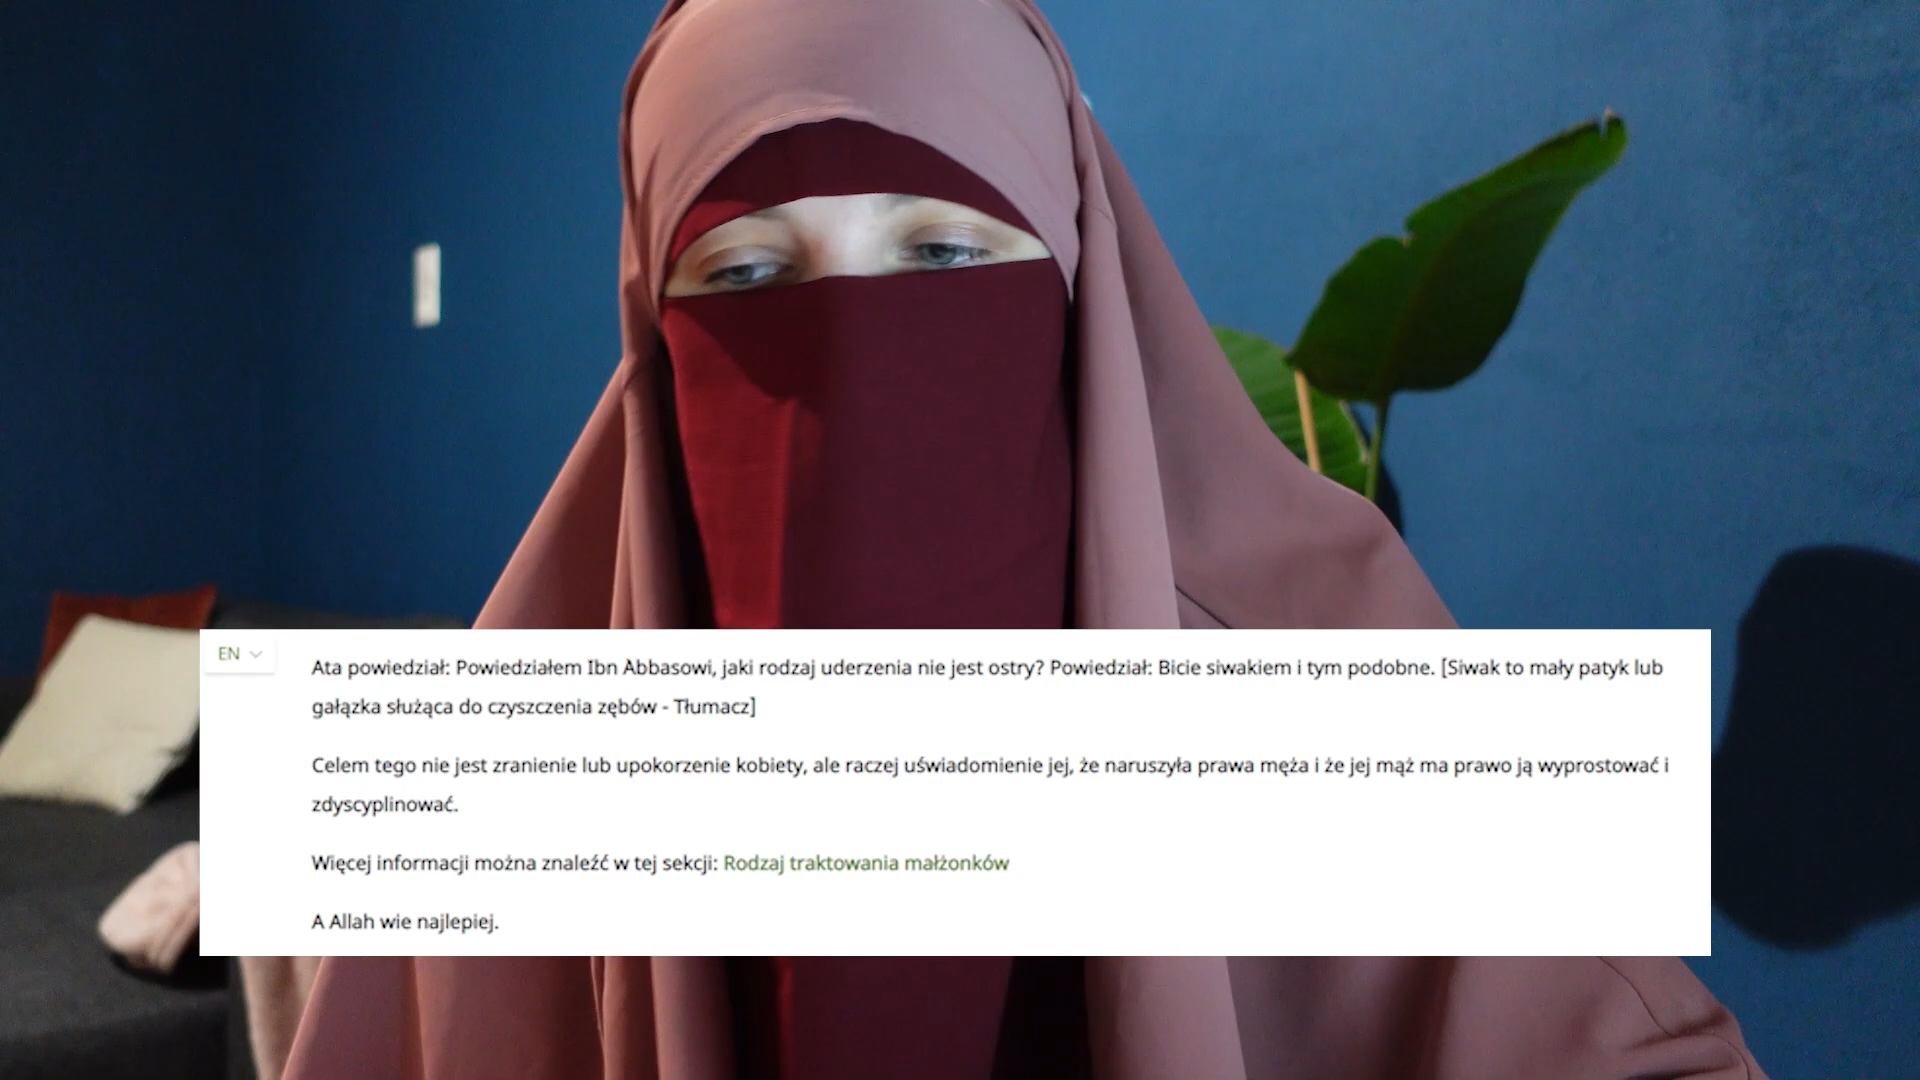 EN
Ata powiedział: Powiedziałem Ibn Abbasowi, jaki rodzaj uderzenia nie jest ostry? Powiedział: Bicie siwakiem i tym podobne. [Siwak to mały patyk lub
gałązka służąca do czyszczenia zębów - Tłumacz]
Celem tego nie jest zranienie lub upokorzenie kobiety, ale raczej uświadomienie jej, że naruszyła prawa męża i że jej mąż ma prawo ją wyprostować i
zdyscyplinować.
Więcej informacji można znaleźć w tej sekcji: Rodzaj traktowania małżonków
A Allah wie najlepiej.